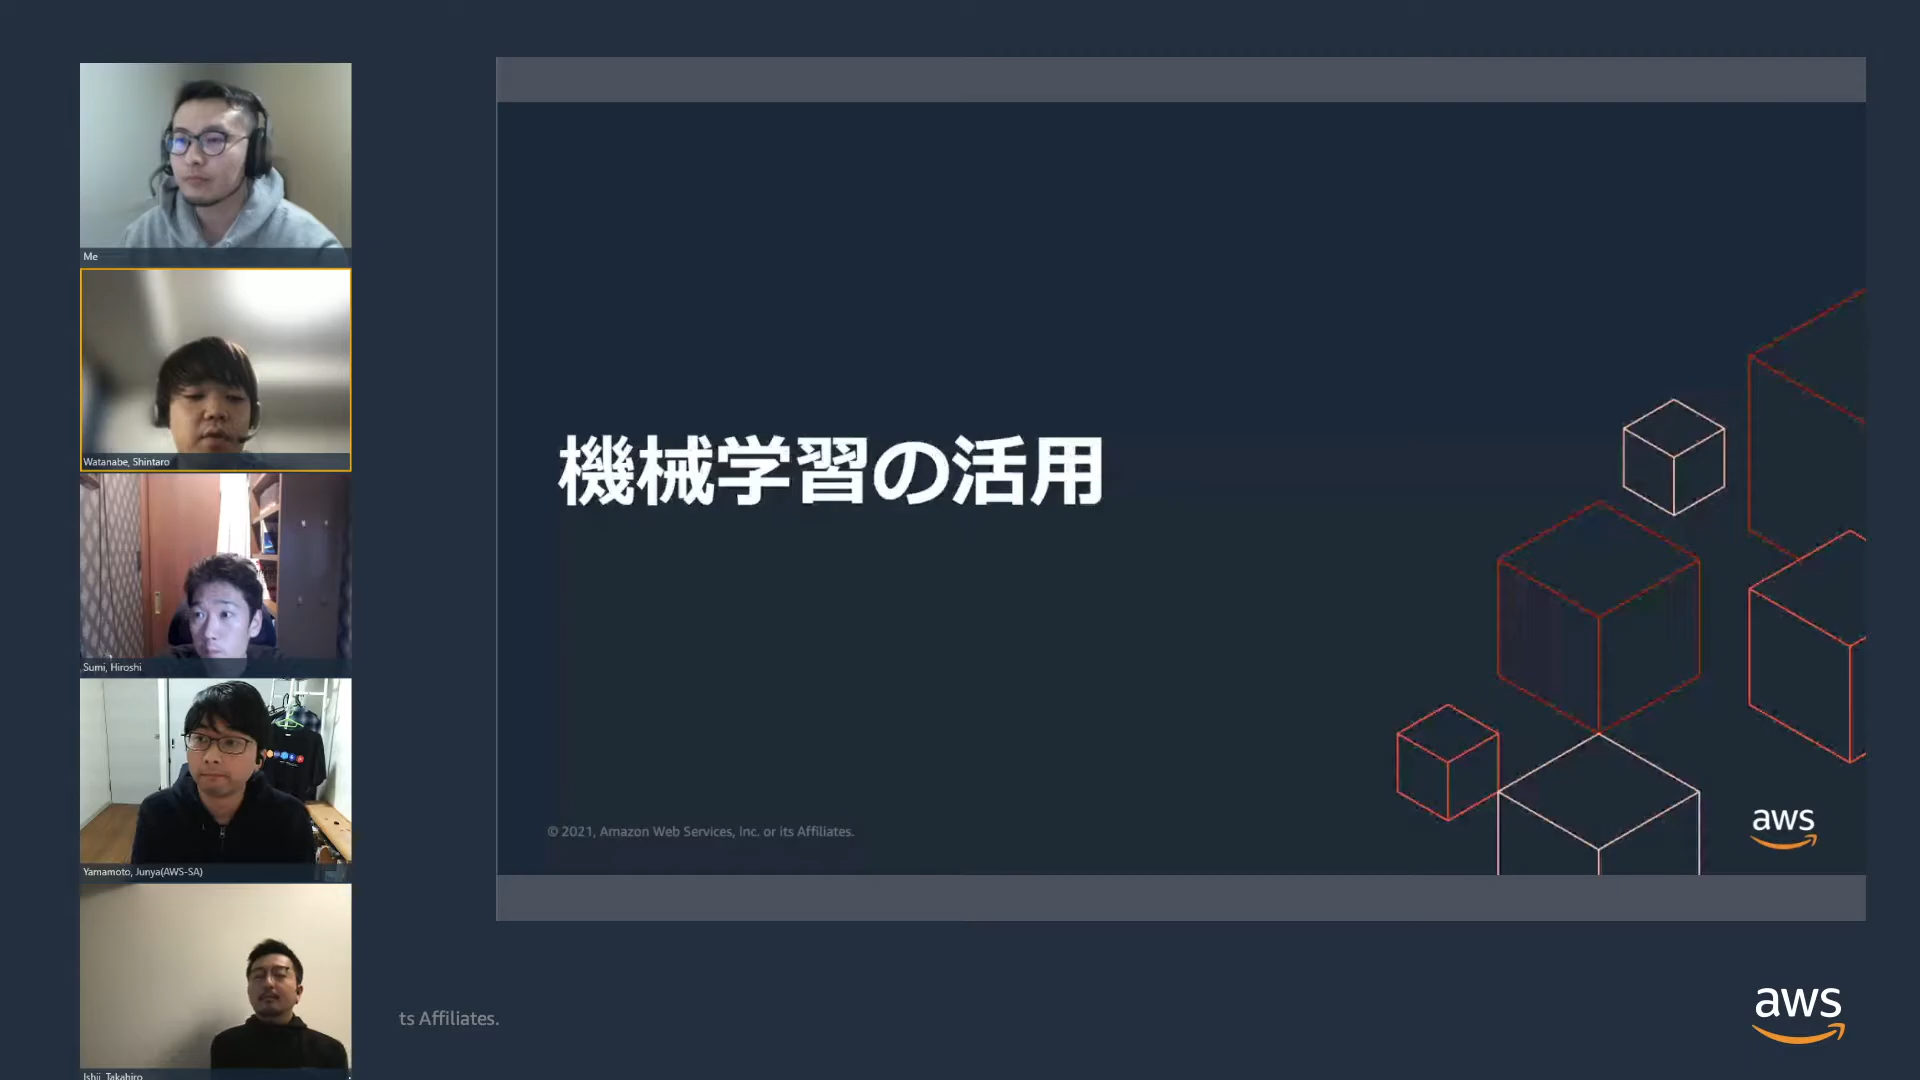 Me
Watanabe, Shintaro
Sumi, Hiroshi
Yamamoto, Junya(AWS-SA)
Ishii, Takahiro
機械学習の活用
© 2021, Amazon Web Services, Inc. or its Affiliates.
aws
ts Affiliates.
aws